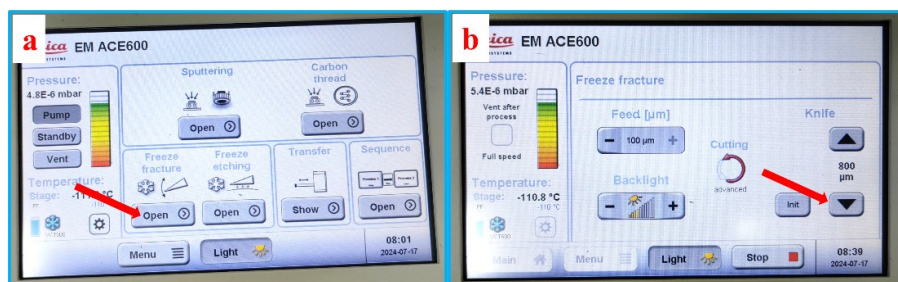 a
ica EM ACE600
SYSTEMS
Pressure:
4.8E-6 mbar
Pump
Standby
Vent
Temperature:
Stage:
°C
Sputtering
Open
Carbon
thread
Open
Freeze
fracture
Open
Freeze
etching
Open
Transfer
Show
Sequence
Open
Menu
Light
08:01
2024-07-17
b
ica EM ACE600
SYSTEMS
Pressure:
5.4E-6 mbar
Vent after
process
Full speed
Temperature:
Stage: -110.8 °C
-110 °C
Freeze fracture
Feed [µm]
- 100 µm +
Backlight
- +
Cutting
advanced
Knife
800
µm
Init
Main
Menu
Light
Stop
08:39
2024-07-17